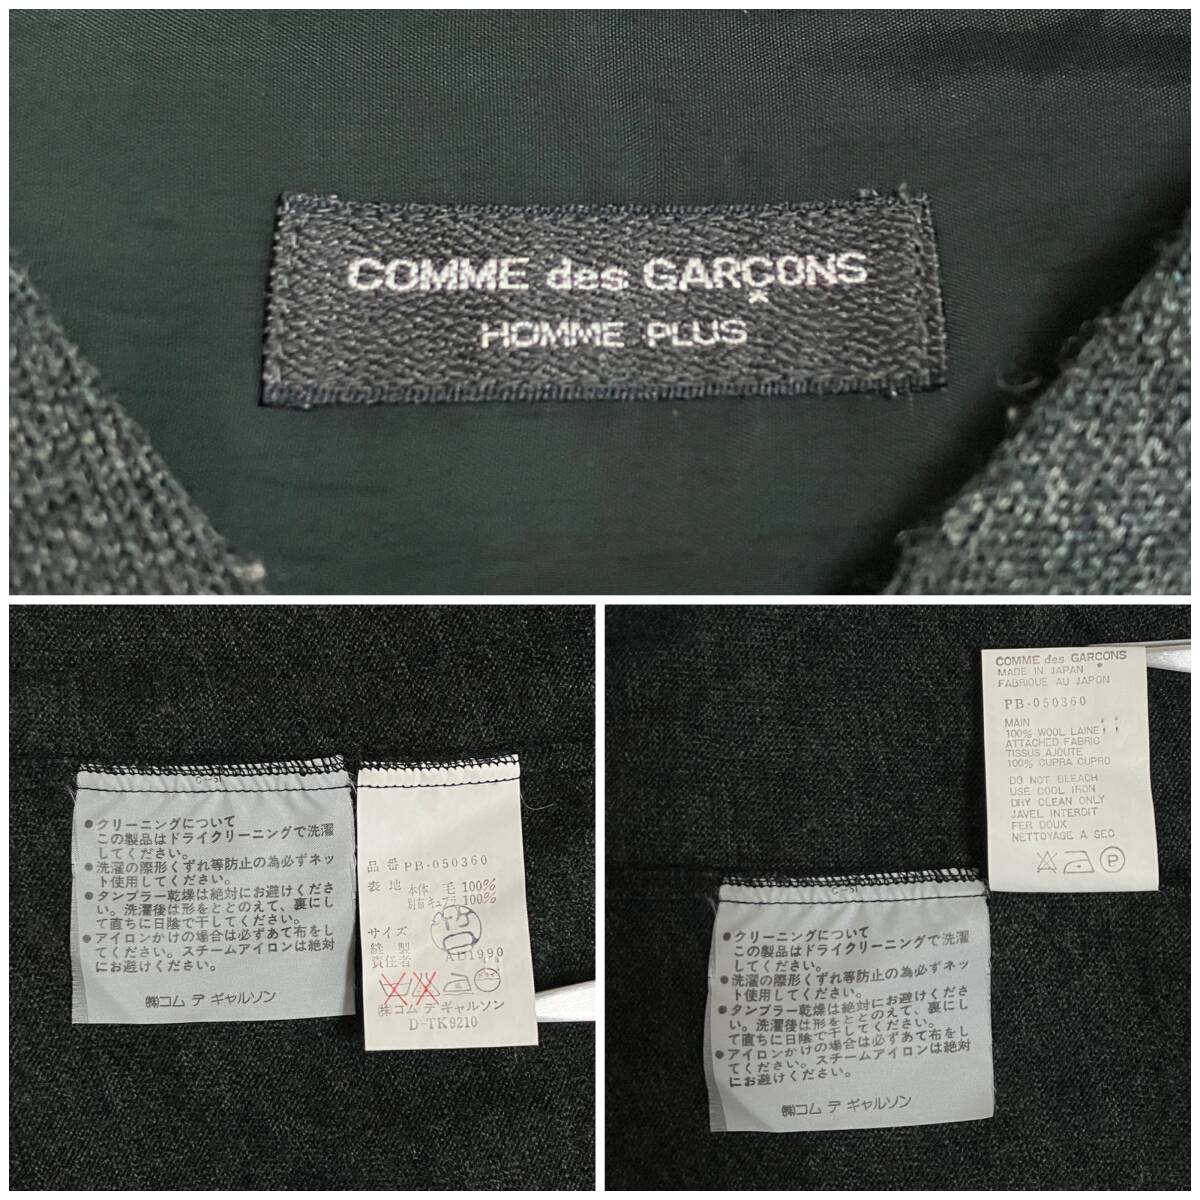 COMME des GARÇONS
HOMME PLUS
●クリーニングについて
この製品はドライクリーニングで洗濯
してください。
●洗濯の際形くずれ等防止の為必ずネッ
ト使用してください。
●タンブラー乾燥は絶対にお避けくださ
い。洗濯後は形をととのえて、裏にし
て直ちに日陰で干してください。
●アイロンかけの場合は必ずあて布をし
てください。スチームアイロンは絶対
にお避けください。
㈱コム デ ギャルソン
品番 PB-050360
表地 本体 毛 100%
別布 キュプラ 100%
サイズ
縫製
責任者 AD1990
㈱コム デ ギャルソン
D-TK9210
COMME des GARÇONS
MADE IN JAPAN
FABRIQUE AU JAPON
PB-050360
MAIN
100% WOOL LAINE
ATTACHED FABRIC
TISSUS AJOUTE
100% CUPRA CUPRO
DO NOT BLEACH
USE COOL IRON
DRY CLEAN ONLY
JAVEL INTERDIT
FER DOUX
NETTOYAGE A SEC
P
●クリーニングについて
この製品はドライクリーニングで洗濯
してください。
●洗濯の際形くずれ等防止の為必ずネッ
ト使用してください。
●タンブラー乾燥は絶対にお避けくださ
い。洗濯後は形をととのえて、裏にし
て直ちに日陰で干してください。
●アイロンかけの場合は必ずあて布をし
てください。スチームアイロンは絶対
にお避けください。
㈱コム デ ギャルソン